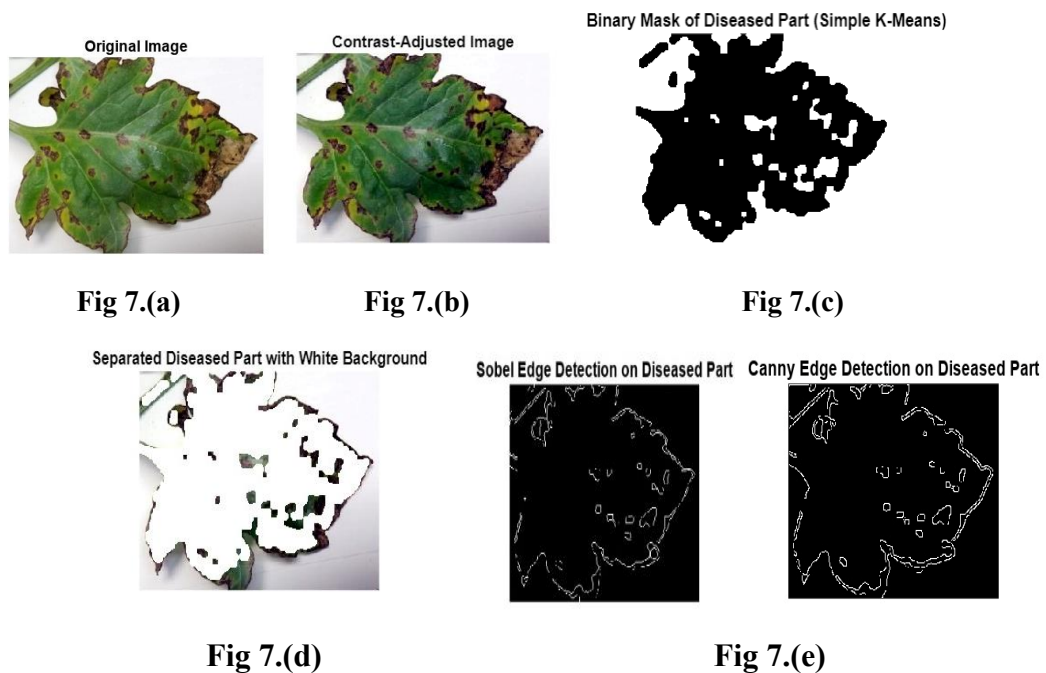 Binary Mask of Diseased Part (Simple K-Means)
Original Image
Contrast-Adjusted Image
Fig 7.(a)
Fig 7.(b)
Fig 7.(c)
Separated Diseased Part with White Background
Sobel Edge Detection on Diseased Part
Canny Edge Detection on Diseased Part
Fig 7.(d)
Fig 7.(e)